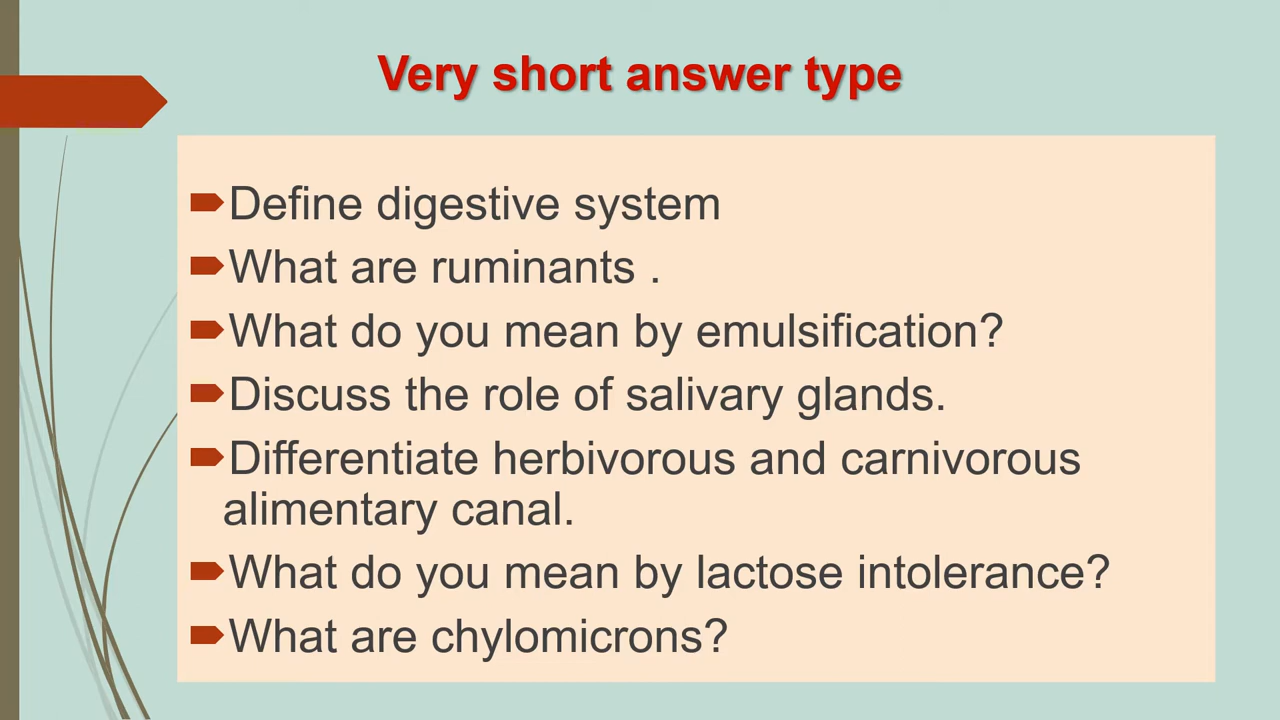 Very short answer type
Define digestive system
What are ruminants .
What do you mean by emulsification?
Discuss the role of salivary glands.
Differentiate herbivorous and carnivorous
alimentary canal.
What do you mean by lactose intolerance?
What are chylomicrons?